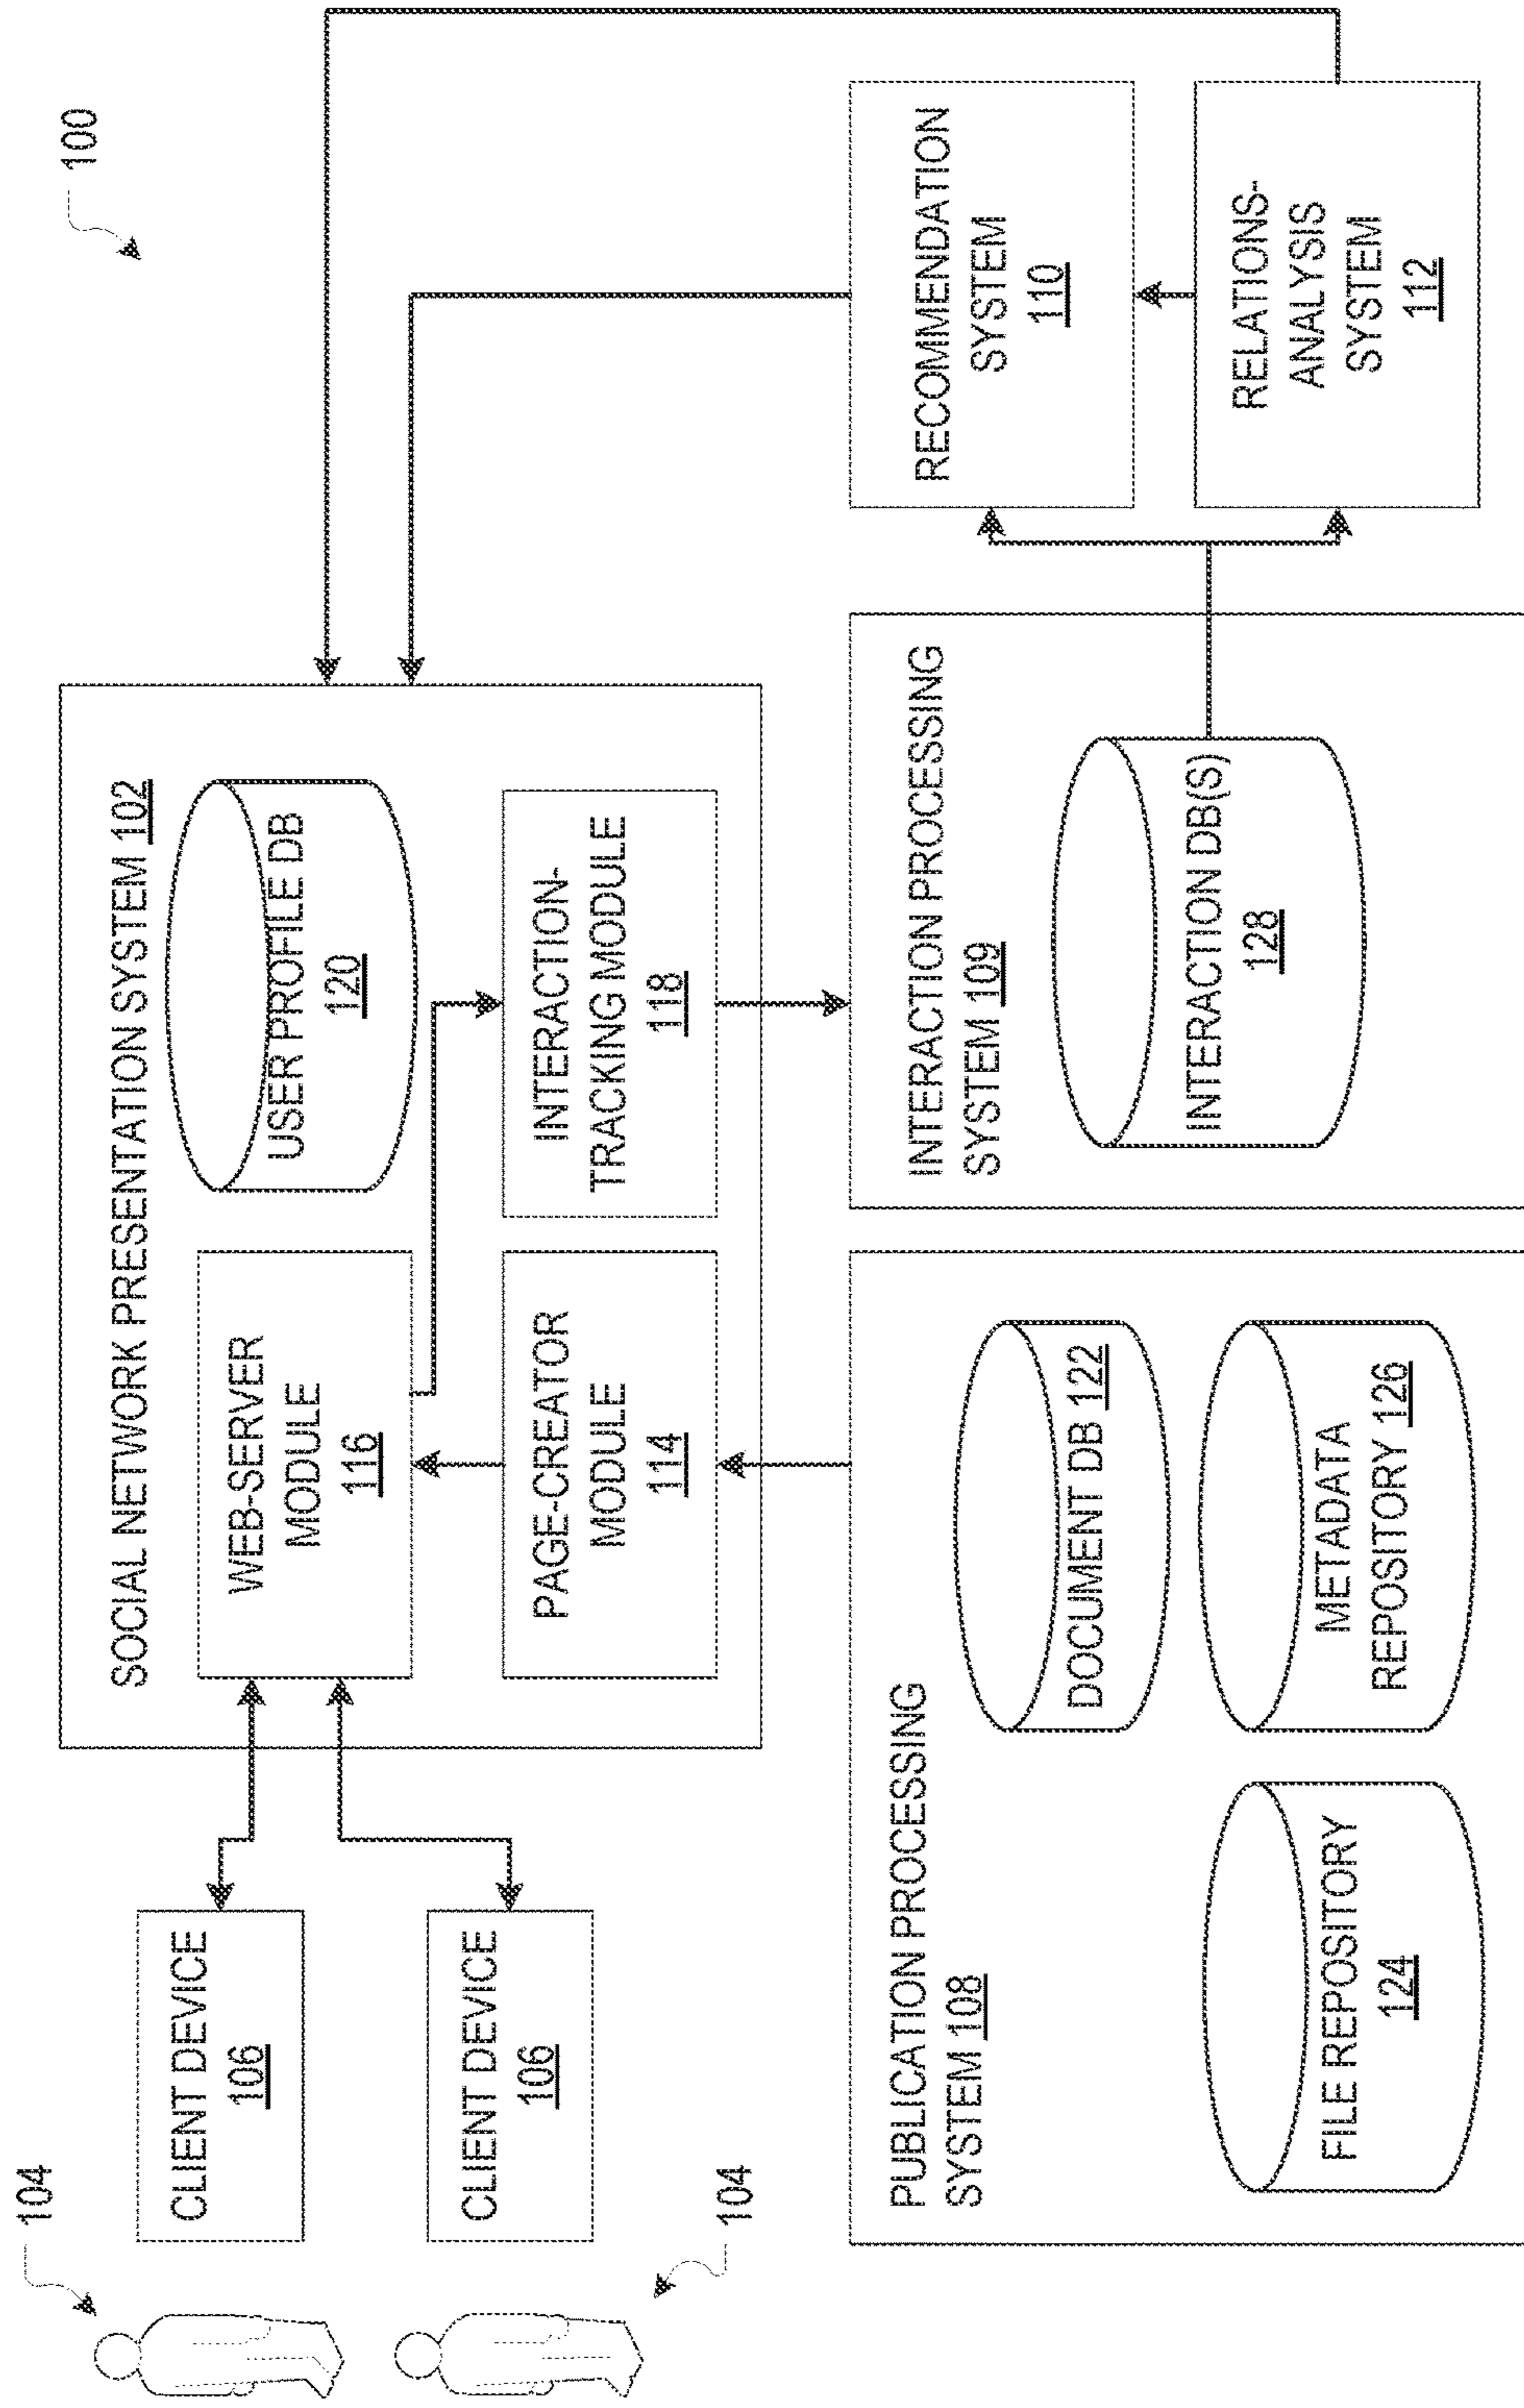 100
104
104
CLIENT DEVICE
106
CLIENT DEVICE
106
SOCIAL NETWORK PRESENTATION SYSTEM 102
WEB-SERVER
MODULE
116
USER PROFILE DB
120
PAGE-CREATOR
MODULE
114
INTERACTION-
TRACKING MODULE
118
RECOMMENDATION
SYSTEM
110
RELATIONS-
ANALYSIS
SYSTEM
112
PUBLICATION PROCESSING
SYSTEM 108
DOCUMENT DB 122
FILE REPOSITORY
124
METADATA
REPOSITORY 126
INTERACTION PROCESSING
SYSTEM 109
INTERACTION DB(S)
128